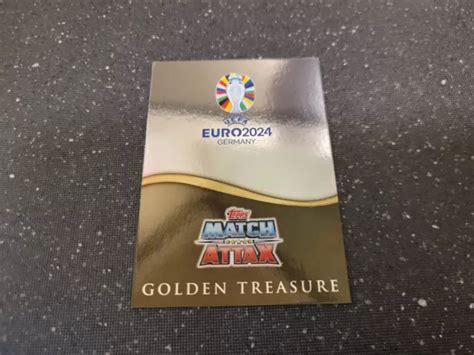 UEFA
EURO2024
GERMANY
Topps
MATCH
ATTAX
GOLDEN TREASURE